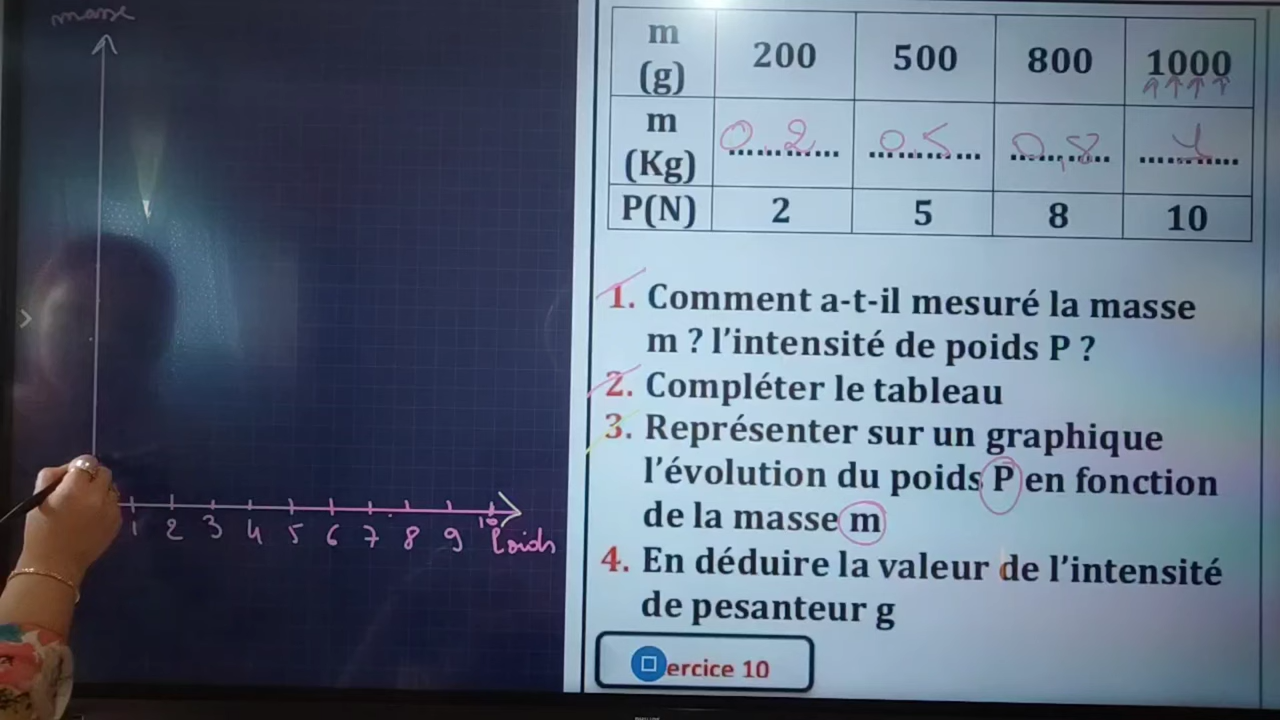 masse
1 2 3 4 5 6 7 8 9 10 Poids
m (g) 200 500 800 1000
m (Kg) 0.2 0.5 0,8 1
P(N) 2 5 8 10
1. Comment a-t-il mesuré la masse
m ? l'intensité de poids P ?
2. Compléter le tableau
3. Représenter sur un graphique
l'évolution du poids P en fonction
de la masse m
4. En déduire la valeur de l'intensité
de pesanteur g
ercice 10